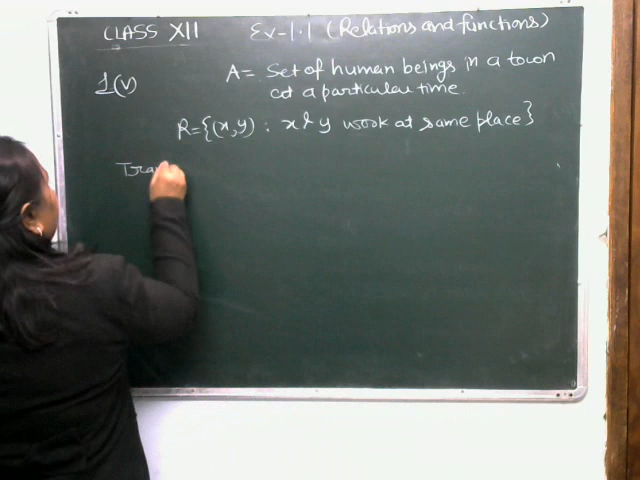 CLASS XII Ex-1.1 (Relations and functions)
1(v) A = Set of human beings in a town
at a particular time.
R={(x,y) : x & y work at same place}
Tra